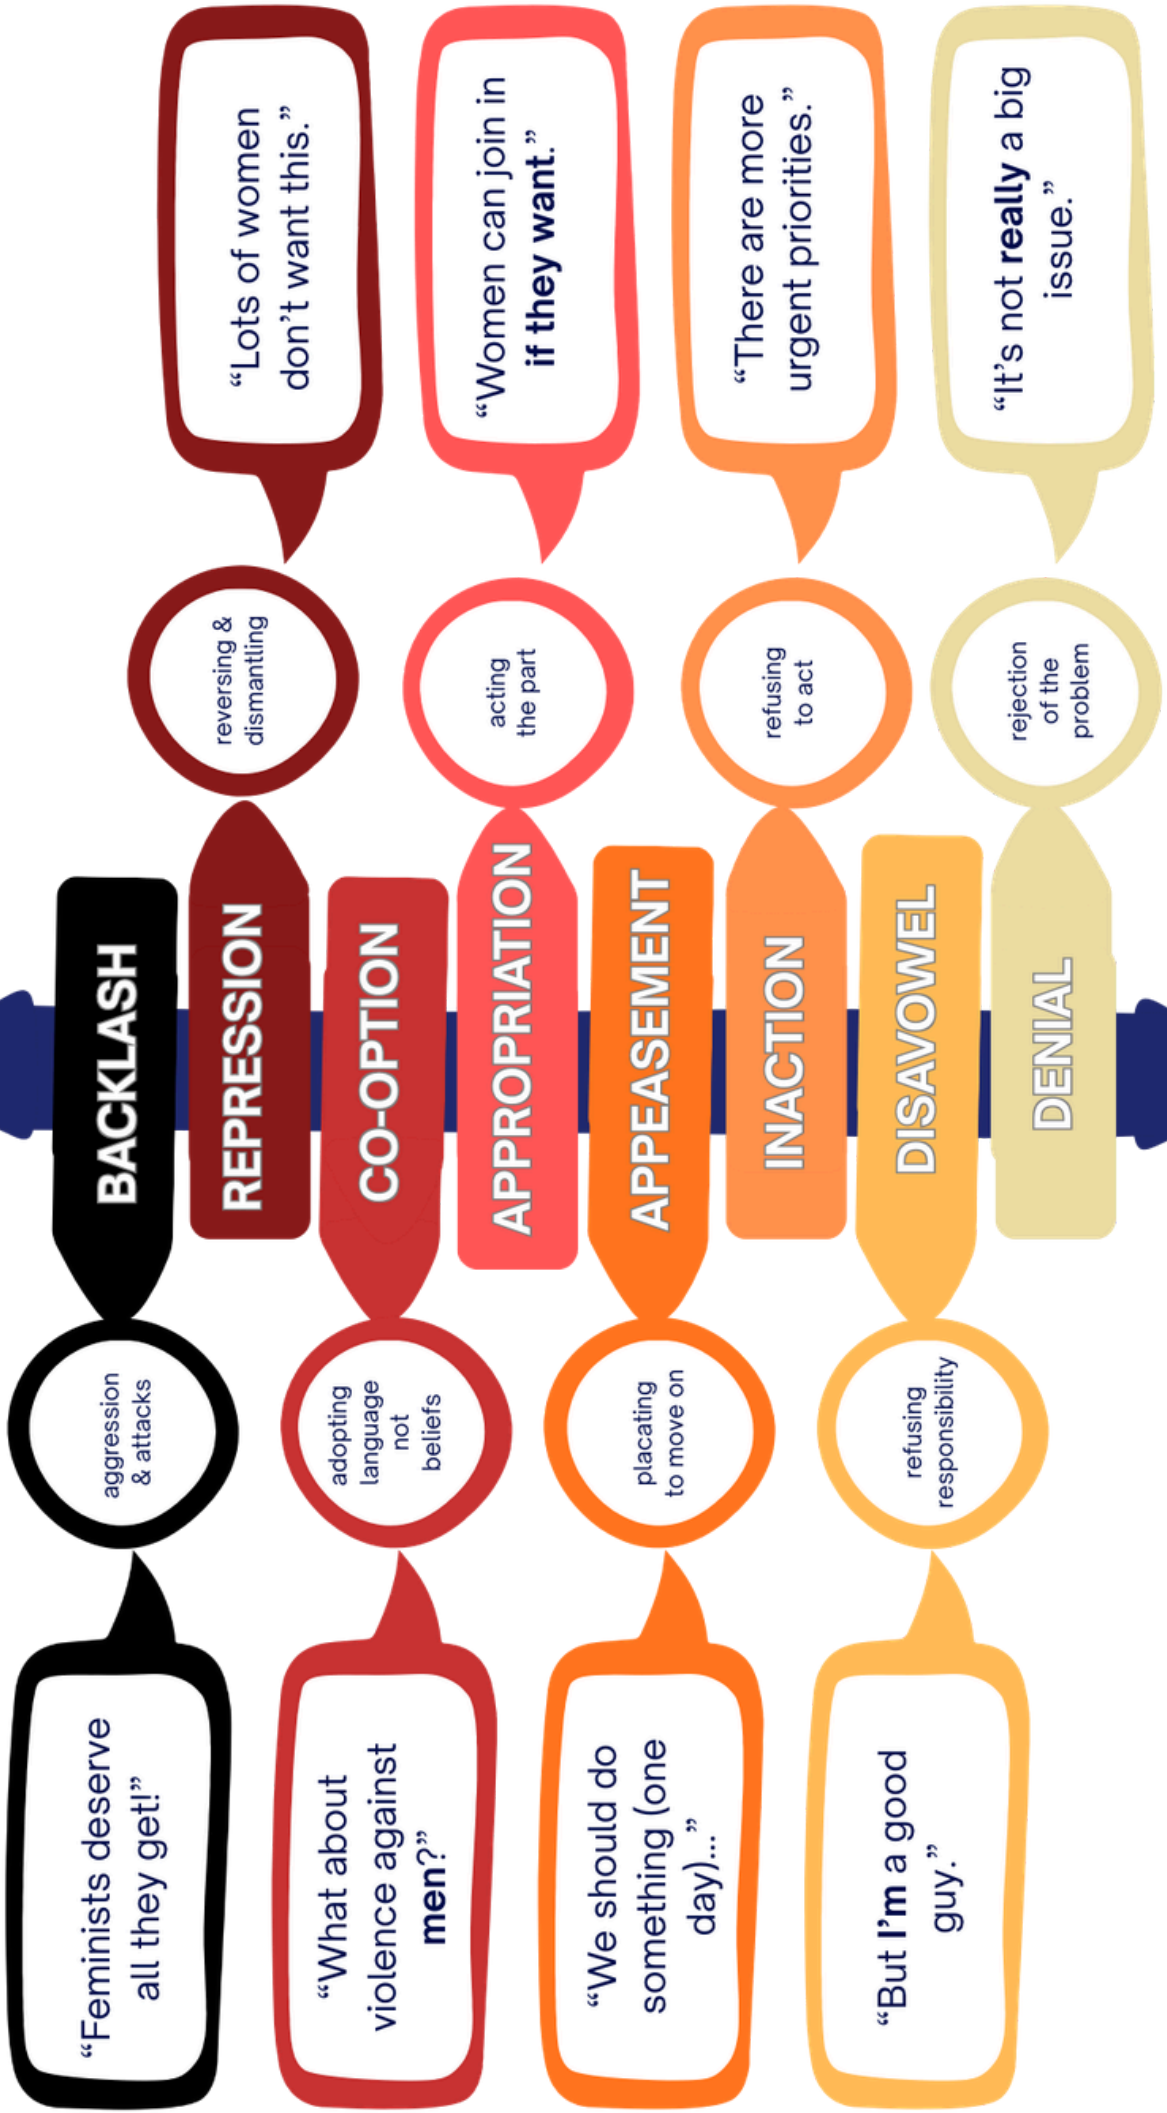 BACKLASH
aggression
& attacks
“Feminists deserve
all they get!”
REPRESSION
reversing &
dismantling
“Lots of women
don’t want this.”
CO-OPTION
adopting
language
not
beliefs
“What about
violence against
men?”
APPROPRIATION
acting
the part
“Women can join in
if they want.”
APPEASEMENT
placating
to move on
“We should do
something (one
day)...”
INACTION
refusing
to act
“There are more
urgent priorities.”
DISAVOWEL
refusing
responsibility
“But I’m a good
guy.”
DENIAL
rejection
of the
problem
“It’s not really a big
issue.”